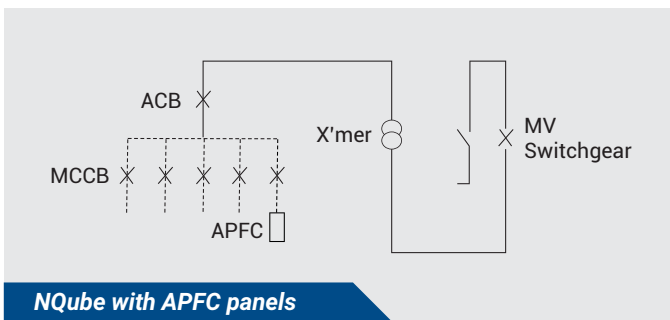 ACB
X'mer
MV
Switchgear
MCCB
APFC
NQube with APFC panels